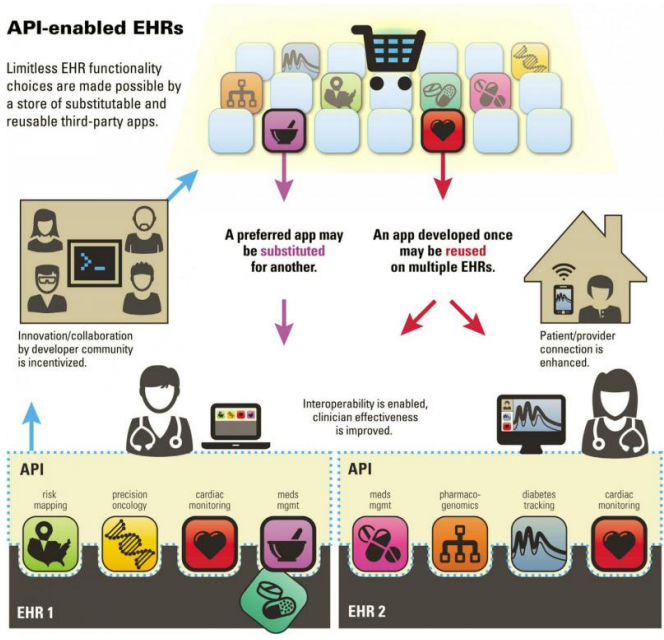 API-enabled EHRs
Limitless EHR functionality
choices are made possible by
a store of substitutable and
reusable third-party apps.
A preferred app may
be substituted
for another.
An app developed once
may be reused
on multiple EHRs.
Innovation/collaboration
by developer community
is incentivized.
Patient/provider
connection is
enhanced.
Interoperability is enabled,
clinician effectiveness
is improved.
API
risk
mapping
precision
oncology
cardiac
monitoring
meds
mgmt
EHR 1
API
meds
mgmt
pharmaco-
genomics
diabetes
tracking
cardiac
monitoring
EHR 2